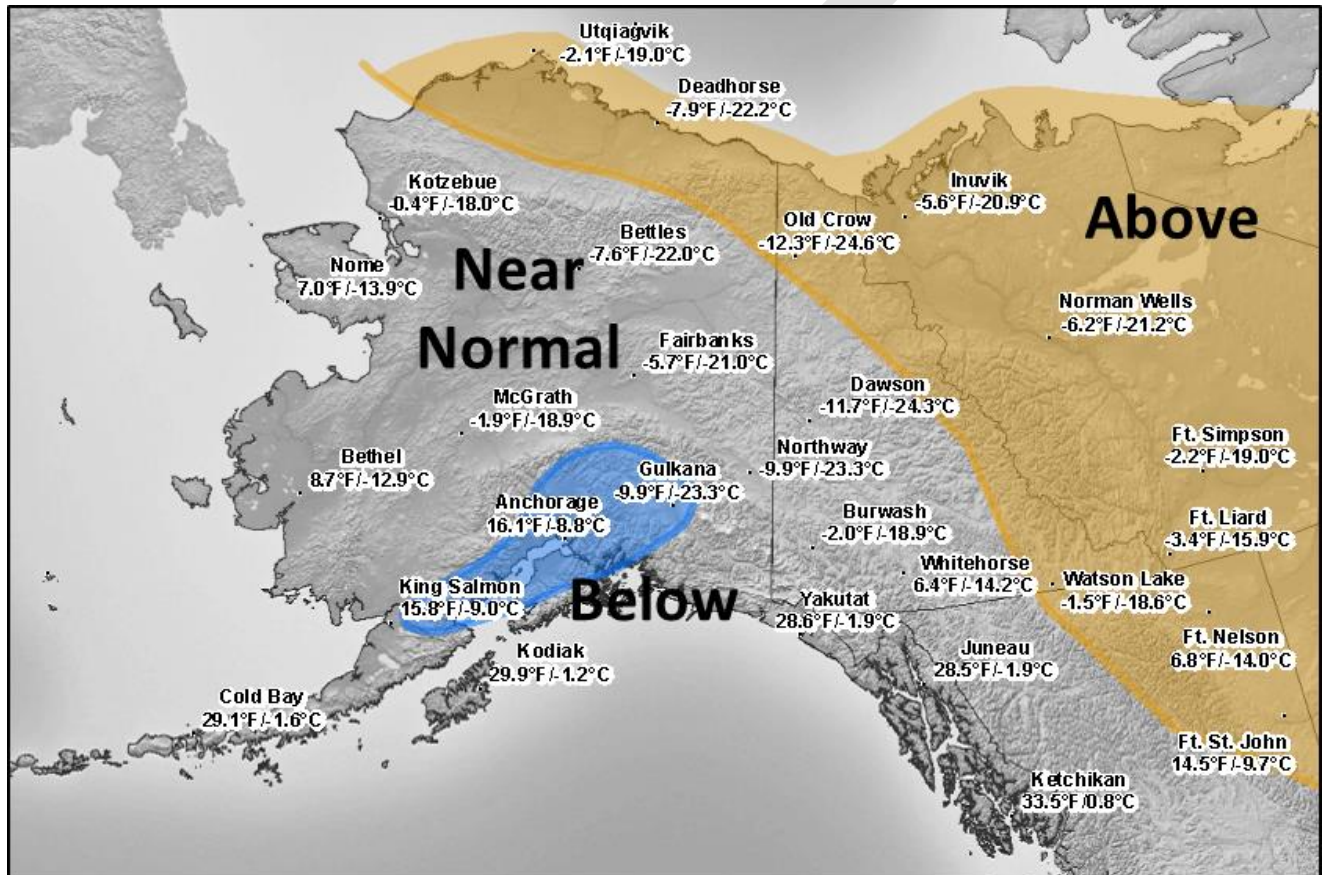 Utqiaġvik
-2.1°F/-19.0°C
Deadhorse
-7.9°F/-22.2°C
Kotzebue
-0.4°F/-18.0°C
Inuvik
-5.6°F/-20.9°C
Above
Old Crow
-12.3°F/-24.6°C
Bettles
-7.6°F/-22.0°C
Near
Normal
Nome
7.0°F/-13.9°C
Norman Wells
-6.2°F/-21.2°C
Fairbanks
-5.7°F/-21.0°C
McGrath
-1.9°F/-18.9°C
Dawson
-11.7°F/-24.3°C
Ft. Simpson
-2.2°F/-19.0°C
Bethel
8.7°F/-12.9°C
Northway
-9.9°F/-23.3°C
Gulkana
-9.9°F/-23.3°C
Anchorage
16.1°F/-8.8°C
Burwash
-2.0°F/-18.9°C
Ft. Liard
-3.4°F/-15.9°C
Whitehorse
6.4°F/-14.2°C
Watson Lake
-1.5°F/-18.6°C
King Salmon
15.8°F/-9.0°C
Below
Yakutat
28.6°F/-1.9°C
Ft. Nelson
6.8°F/-14.0°C
Juneau
28.5°F/-1.9°C
Kodiak
29.9°F/-1.2°C
Cold Bay
29.1°F/-1.6°C
Ft. St. John
14.5°F/-9.7°C
Ketchikan
33.5°F/0.8°C